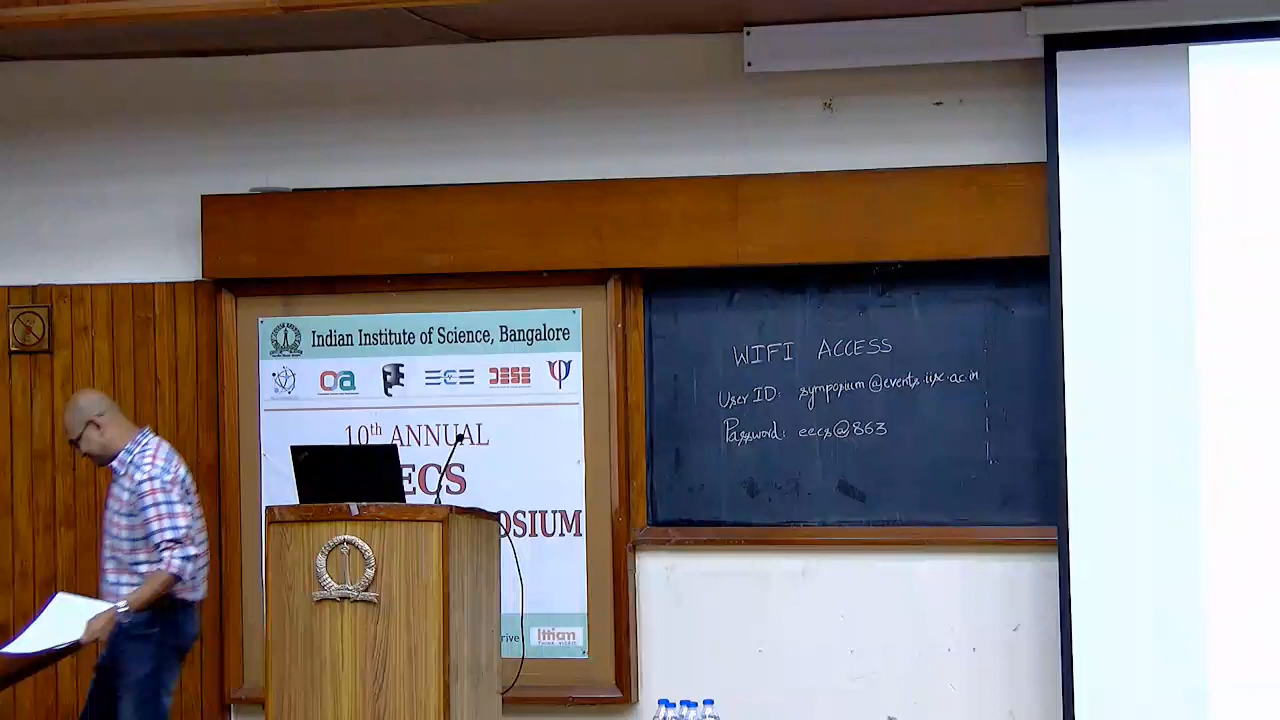 Indian Institute of Science, Bangalore
10th ANNUAL
ECS
OSIUM
rive
Ittiam
WIFI ACCESS
User ID: symposium@events.iisc.ac.in
Password: eecs@863